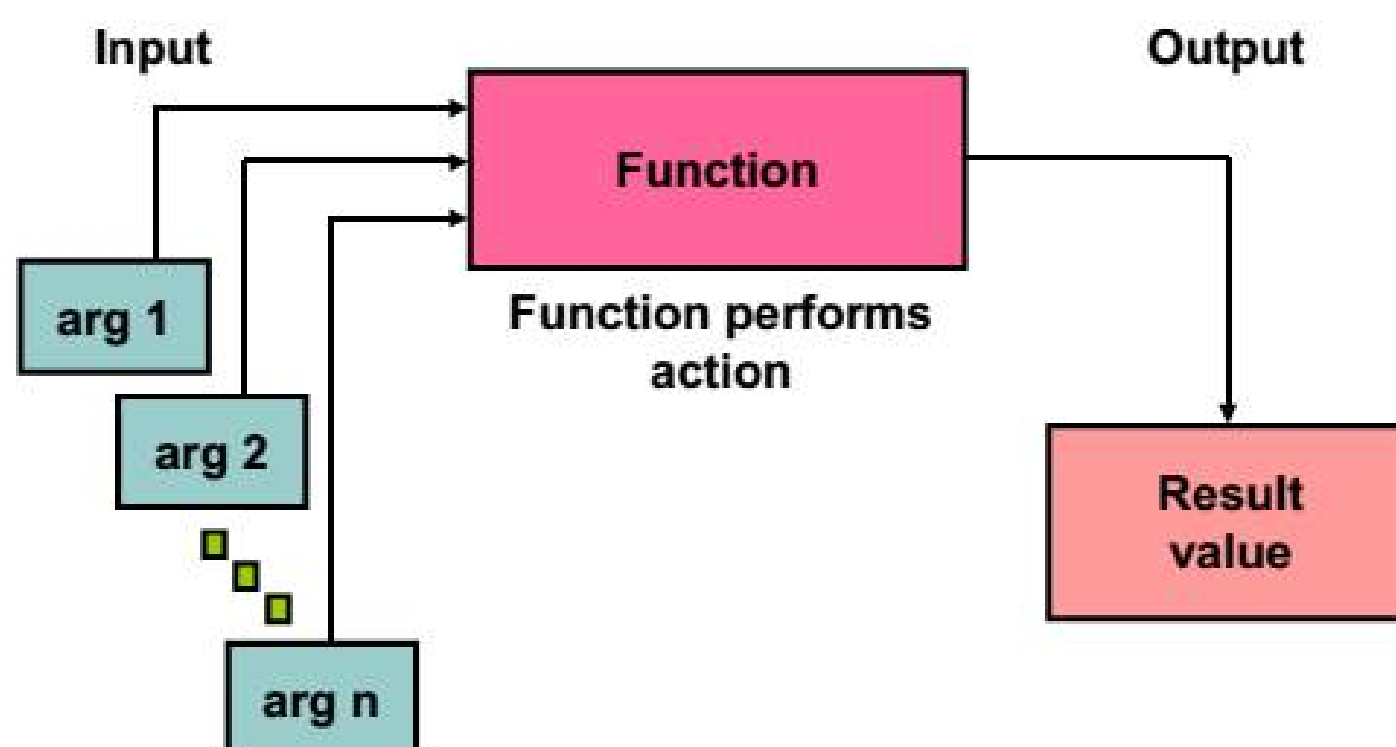 Input
Output
Function
Function performs
action
arg 1
arg 2
arg n
Result
value